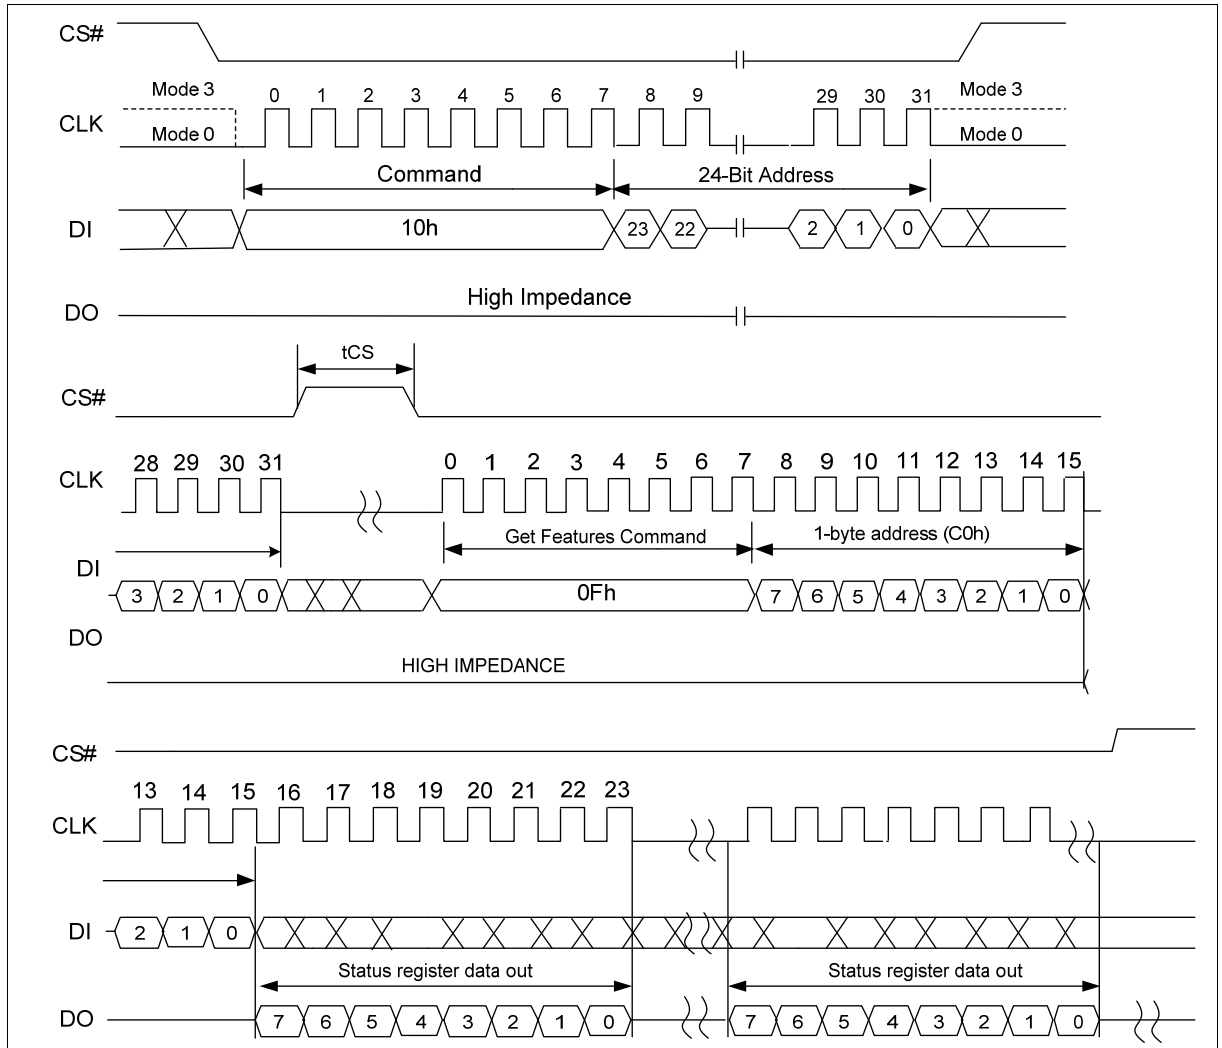 CS#
Mode 3 0 1 2 3 4 5 6 7 8 9 29 30 31 Mode 3
CLK
Mode 0 Mode 0
Command 24-Bit Address
DI 10h 23 22 2 1 0
High Impedance
DO
tCS
CS#
28 29 30 31 0 1 2 3 4 5 6 7 8 9 10 11 12 13 14 15
CLK
Get Features Command 1-byte address (C0h)
DI
3 2 1 0 0Fh 7 6 5 4 3 2 1 0
DO
HIGH IMPEDANCE
CS#
13 14 15 16 17 18 19 20 21 22 23
CLK
DI 2 1 0
Status register data out Status register data out
DO 7 6 5 4 3 2 1 0 7 6 5 4 3 2 1 0